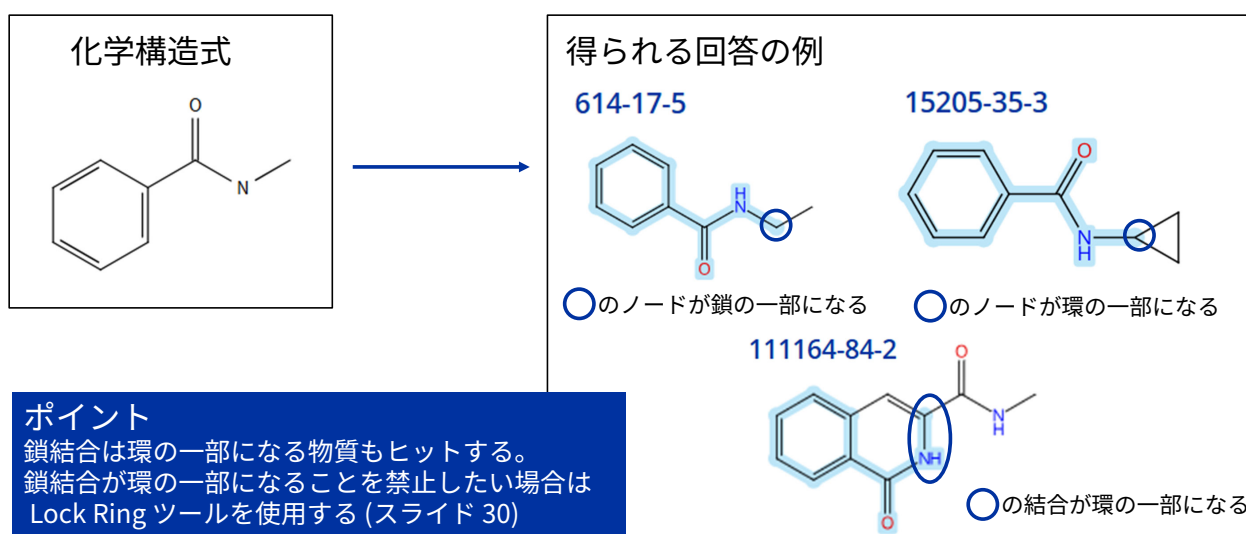 化学構造式
O
N
得られる回答の例
614-17-5
H
N
O
のノードが鎖の一部になる
15205-35-3
O
N
H
のノードが環の一部になる
111164-84-2
O
N
H
NH
O
の結合が環の一部になる
ポイント
鎖結合は環の一部になる物質もヒットする。
鎖結合が環の一部になることを禁止したい場合は
Lock Ring ツールを使用する (スライド 30)